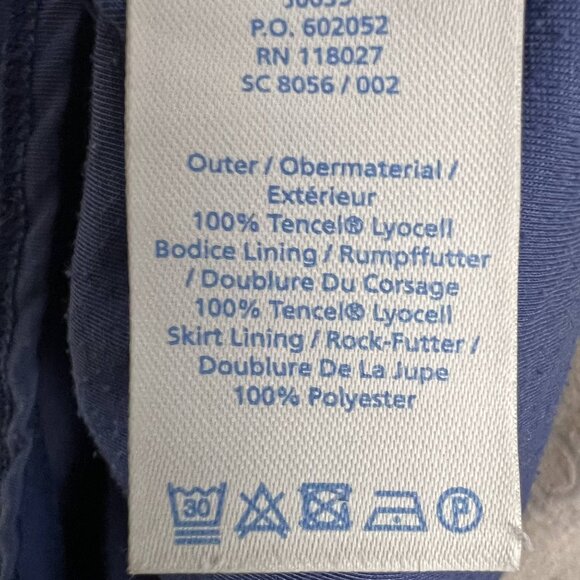 P.O. 602052
RN 118027
SC 8056 / 002
Outer / Obermaterial /
Extérieur
100% Tencel® Lyocell
Bodice Lining / Rumpffutter
/ Doublure Du Corsage
100% Tencel® Lyocell
Skirt Lining / Rock-Futter /
Doublure De La Jupe
100% Polyester
30 P